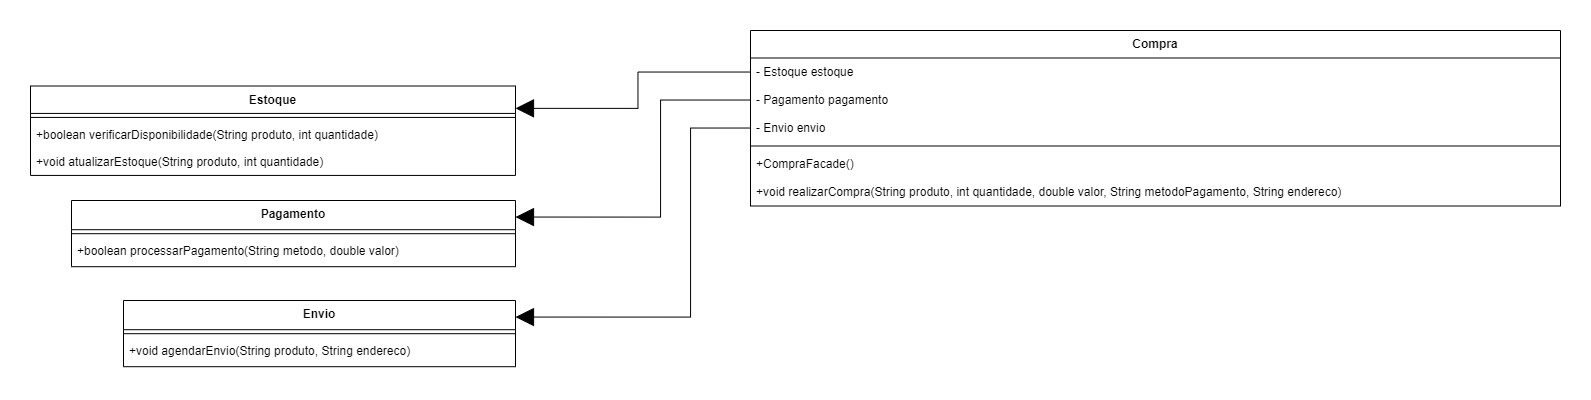 Estoque
+boolean verificarDisponibilidade(String produto, int quantidade)
+void atualizarEstoque(String produto, int quantidade)
Pagamento
+boolean processarPagamento(String metodo, double valor)
Envio
+void agendarEnvio(String produto, String endereco)
Compra
- Estoque estoque
- Pagamento pagamento
- Envio envio
+CompraFacade()
+void realizarCompra(String produto, int quantidade, double valor, String metodoPagamento, String endereco)